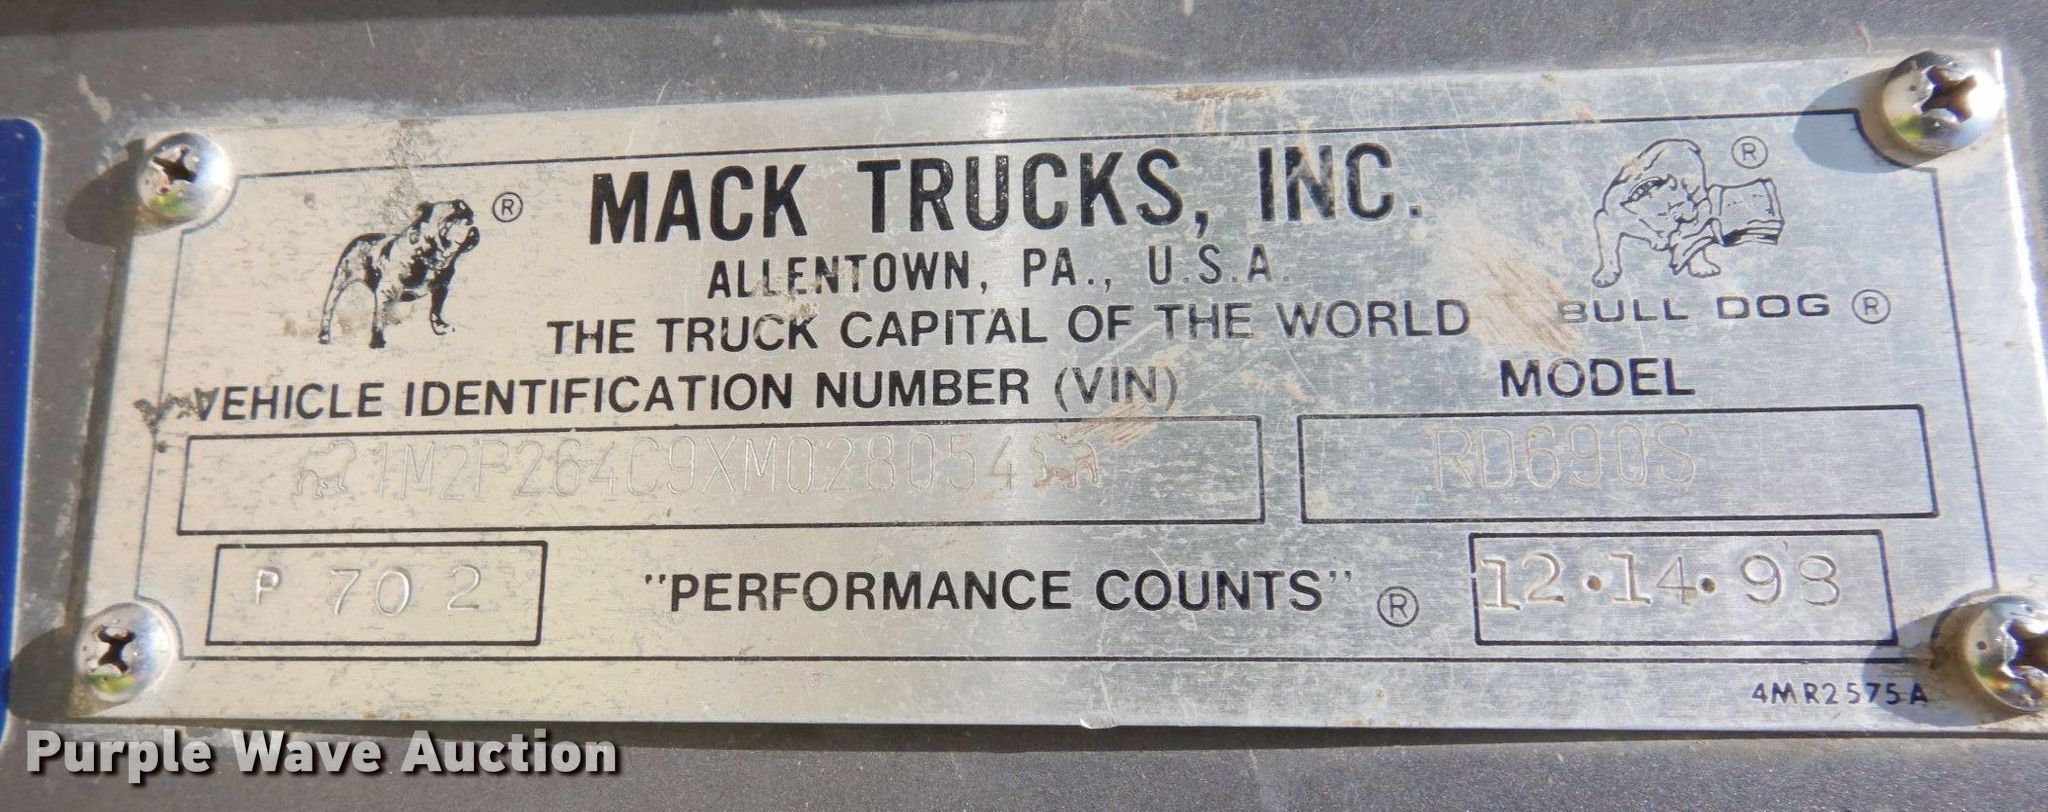 MACK TRUCKS, INC.
ALLENTOWN, PA., U.S.A.
THE TRUCK CAPITAL OF THE WORLD
BULL DOG ®
VEHICLE IDENTIFICATION NUMBER (VIN)
MODEL
1M2P264C9XM028054
RD690S
P 702
"PERFORMANCE COUNTS" ®
12·14·98
4MR2575A
Purple Wave Auction